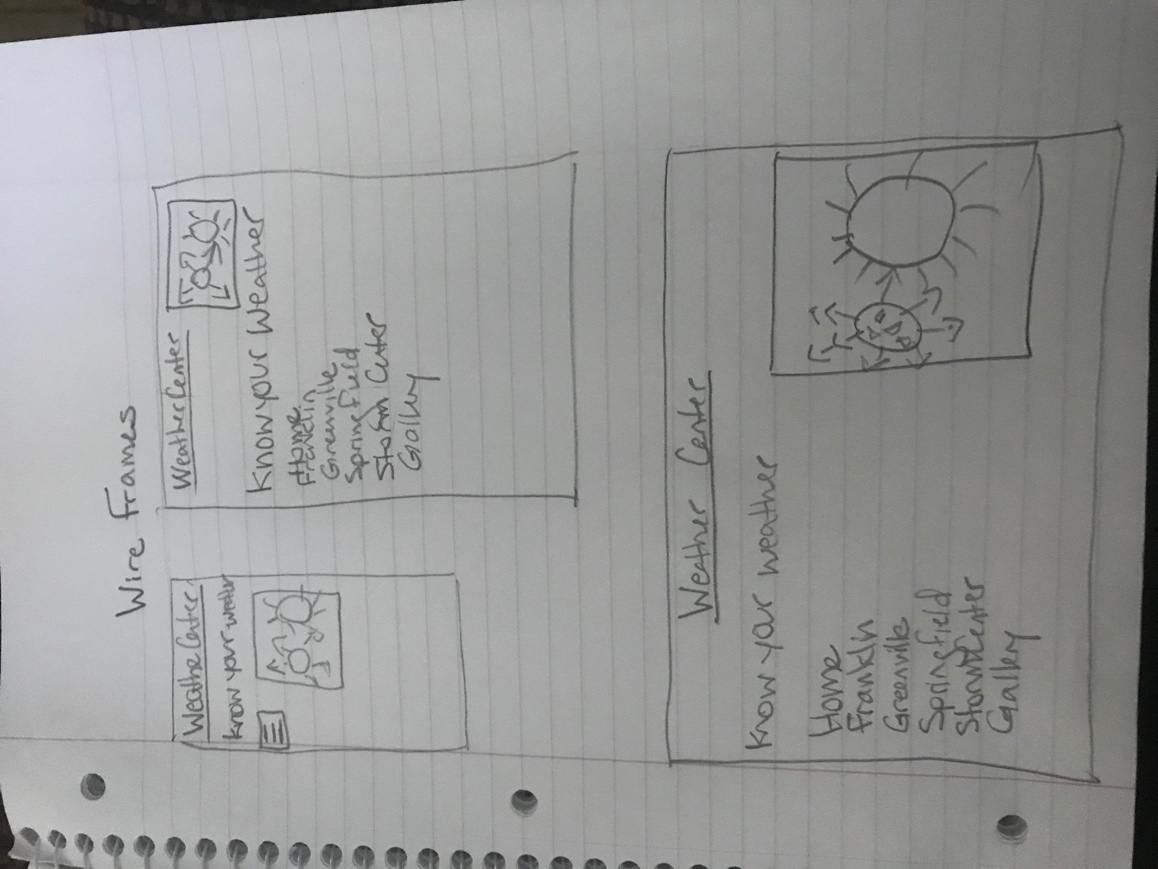 Wire Frames
Weather Center
Know your weather
Weather Center
Know your Weather
Home
Franklin
Greenville
Springfield
Storm Center
Gallery
Weather Center
Know your weather
Home
Franklin
Greenville
Springfield
Storm Center
Gallery